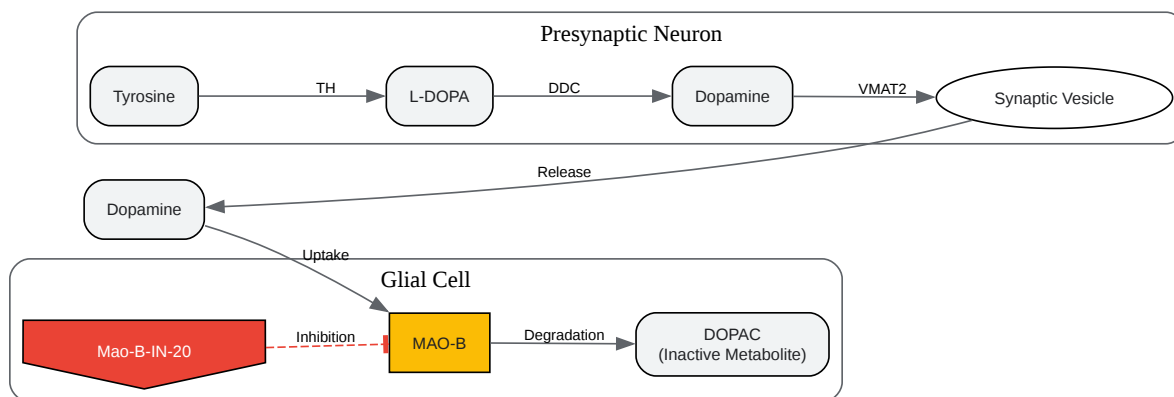 Presynaptic Neuron
Tyrosine
TH
L-DOPA
DDC
Dopamine
VMAT2
Synaptic Vesicle
Release
Dopamine
Uptake
Glial Cell
Mao-B-IN-20
Inhibition
MAO-B
Degradation
DOPAC
(Inactive Metabolite)